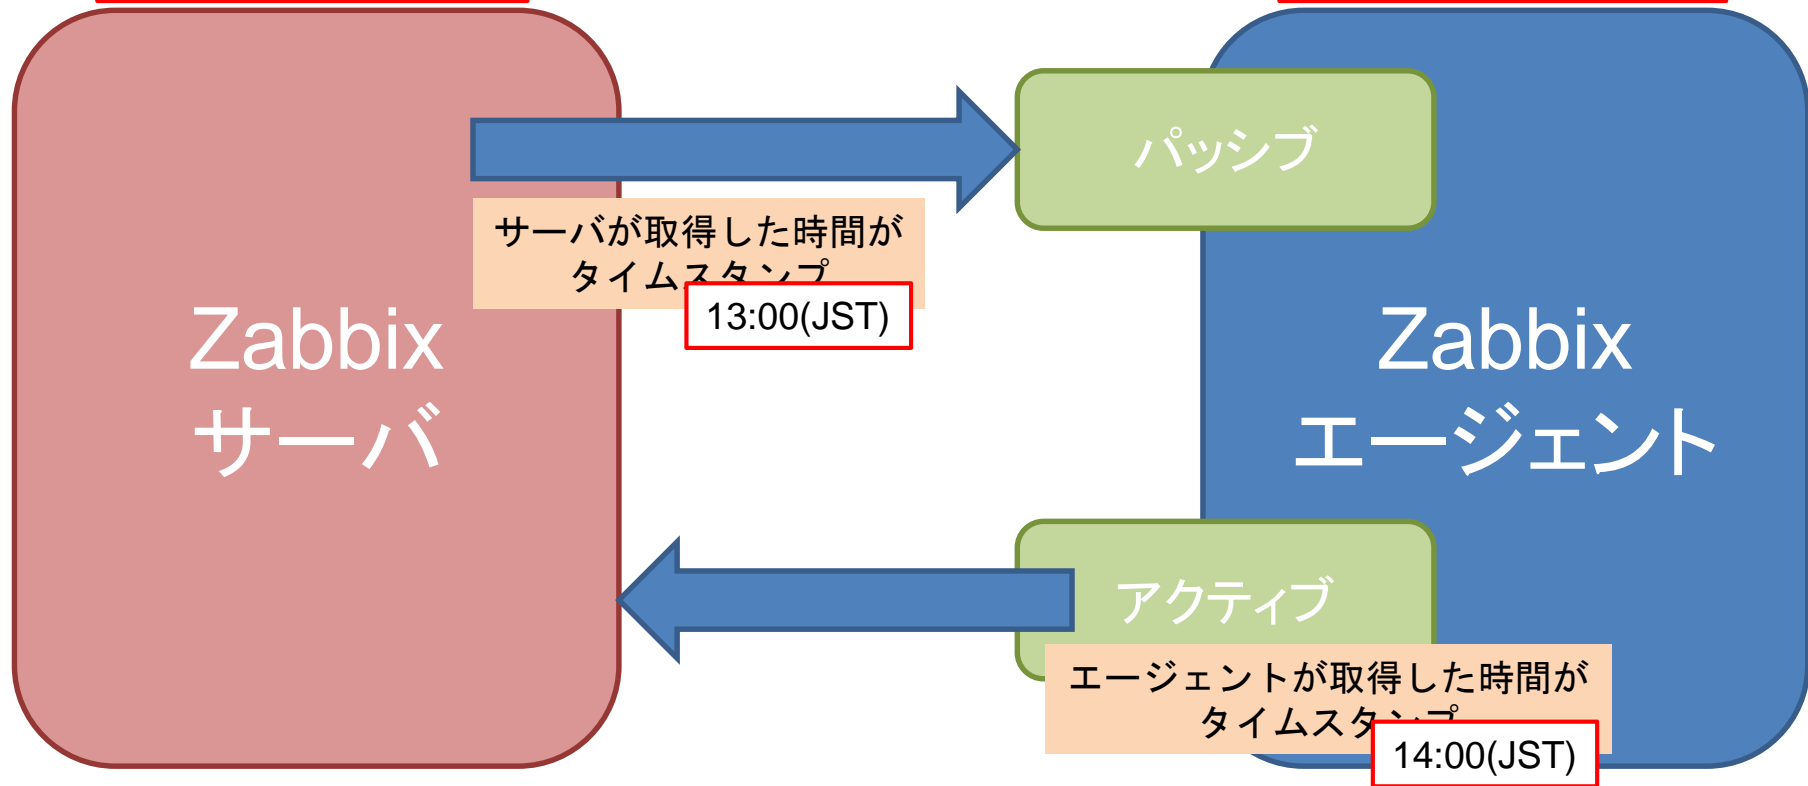 パッシブ
サーバが取得した時間が
タイムスタンプ
13:00(JST)
Zabbix
サーバ
Zabbix
エージェント
アクティブ
エージェントが取得した時間が
タイムスタンプ
14:00(JST)